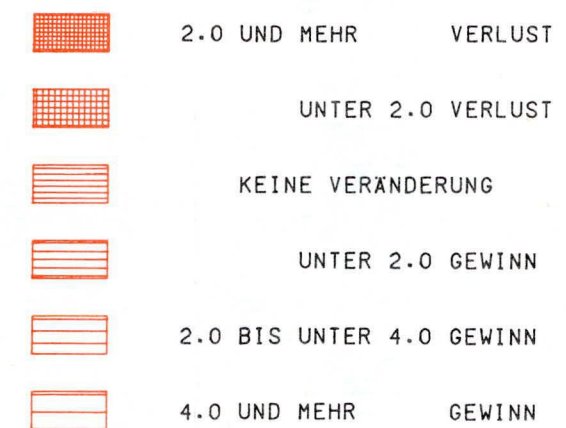 2.0 UND MEHR VERLUST
UNTER 2.0 VERLUST
KEINE VERÄNDERUNG
UNTER 2.0 GEWINN
2.0 BIS UNTER 4.0 GEWINN
4.0 UND MEHR GEWINN